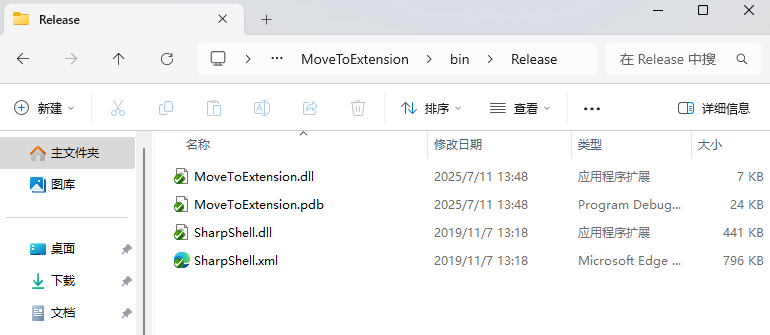 Release
MoveToExtension bin Release 在 Release 中搜
新建 排序 查看 详细信息
主文件夹
图库
桌面
下载
文档
名称 修改日期 类型 大小
MoveToExtension.dll 2025/7/11 13:48 应用程序扩展 7 KB
MoveToExtension.pdb 2025/7/11 13:48 Program Debug... 24 KB
SharpShell.dll 2019/11/7 13:18 应用程序扩展 441 KB
SharpShell.xml 2019/11/7 13:18 Microsoft Edge ... 796 KB